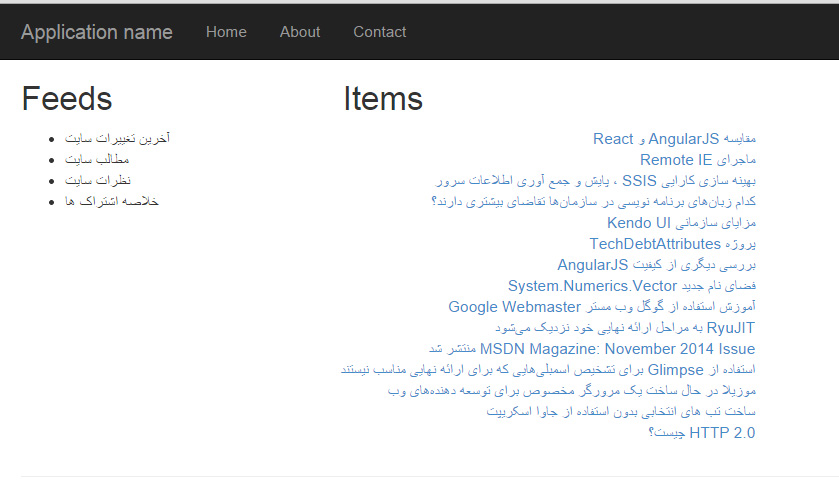 Application name Home About Contact
Feeds
آخرین تغییرات سایت
مطالب سایت
نظرات سایت
خلاصه اشتراک ها
Items
مقایسه AngularJS و React
ماجرای Remote IE
بهینه سازی کارایی SSIS ، پایش و جمع آوری اطلاعات سرور
کدام زبان‌های برنامه نویسی در سازمان‌ها تقاضای بیشتری دارند؟
مزایای سازمانی Kendo UI
پروژه TechDebtAttributes
بررسی دیگری از کیفیت AngularJS
فضای نام جدید System.Numerics.Vector
آموزش استفاده از گوگل وب مستر Google Webmaster
RyuJIT به مراحل ارائه نهایی خود نزدیک می‌شود
MSDN Magazine: November 2014 Issue منتشر شد
استفاده از Glimpse برای تشخیص اسمبلی‌هایی که برای ارائه نهایی مناسب نیستند
موزیلا در حال ساخت یک مرورگر مخصوص برای توسعه دهنده‌های وب
ساخت تب های انتخابی بدون استفاده از جاوا اسکریپت
HTTP 2.0 چیست؟